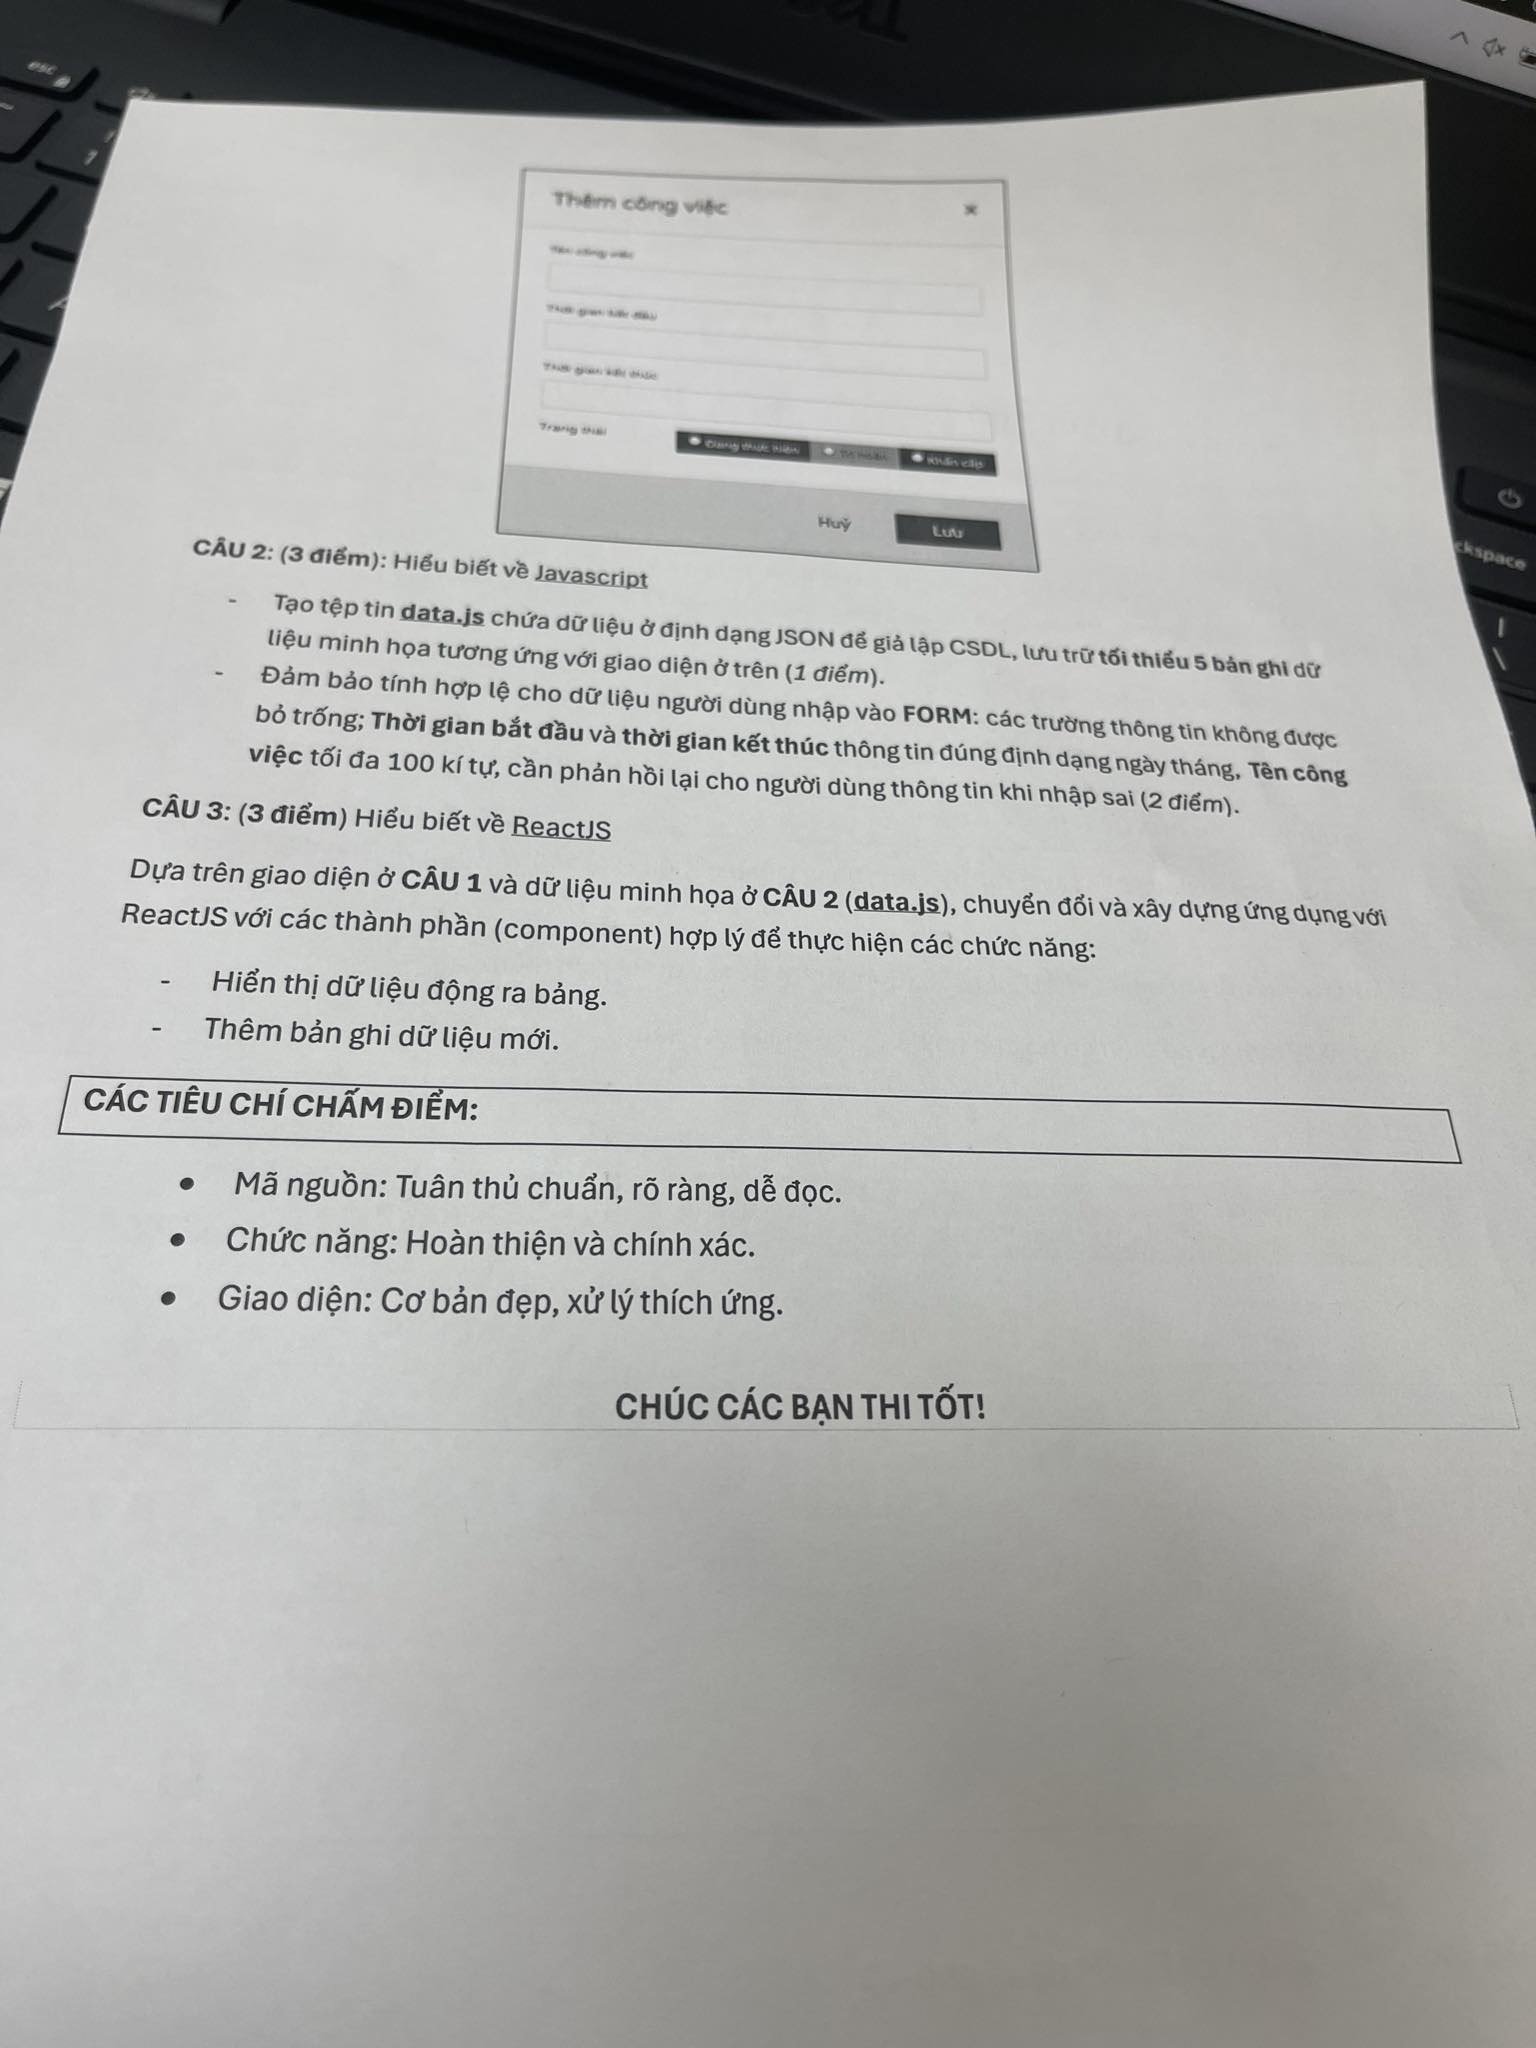 esc
Thêm công việc
×
Tên công việc
Thời gian bắt đầu
Thời gian kết thúc
Trạng thái
Đang thực hiện Trì hoãn Khẩn cấp
Huỷ Lưu
ckspace
CÂU 2: (3 điểm): Hiểu biết về Javascript
- Tạo tệp tin data.js chứa dữ liệu ở định dạng JSON để giả lập CSDL, lưu trữ tối thiểu 5 bản ghi dữ
liệu minh họa tương ứng với giao diện ở trên (1 điểm).
- Đảm bảo tính hợp lệ cho dữ liệu người dùng nhập vào FORM: các trường thông tin không được
bỏ trống; Thời gian bắt đầu và thời gian kết thúc thông tin đúng định dạng ngày tháng, Tên công
việc tối đa 100 kí tự, cần phản hồi lại cho người dùng thông tin khi nhập sai (2 điểm).
CÂU 3: (3 điểm) Hiểu biết về ReactJS
Dựa trên giao diện ở CÂU 1 và dữ liệu minh họa ở CÂU 2 (data.js), chuyển đổi và xây dựng ứng dụng với
ReactJS với các thành phần (component) hợp lý để thực hiện các chức năng:
- Hiển thị dữ liệu động ra bảng.
- Thêm bản ghi dữ liệu mới.
CÁC TIÊU CHÍ CHẤM ĐIỂM:
• Mã nguồn: Tuân thủ chuẩn, rõ ràng, dễ đọc.
• Chức năng: Hoàn thiện và chính xác.
• Giao diện: Cơ bản đẹp, xử lý thích ứng.
CHÚC CÁC BẠN THI TỐT!